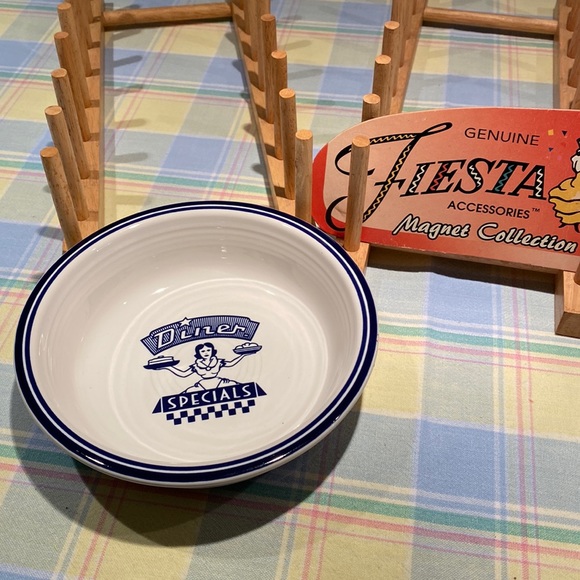 GENUINE
FIESTA
ACCESSORIES™
Magnet Collection
Diner
SPECIALS